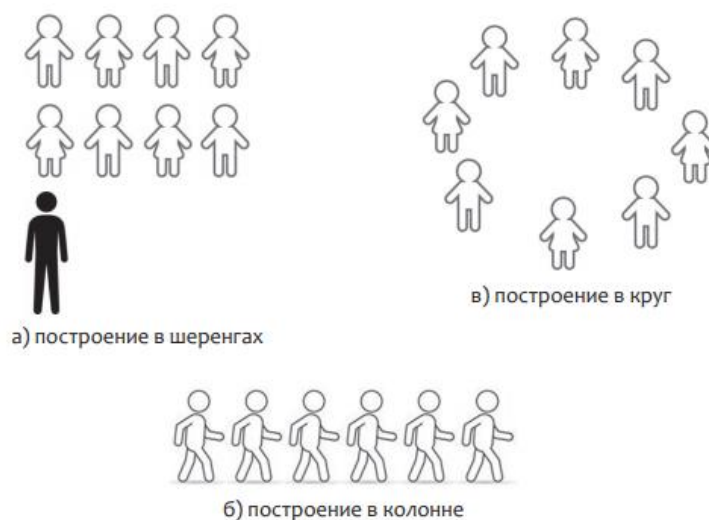 а) построение в шеренгах
в) построение в круг
б) построение в колонне